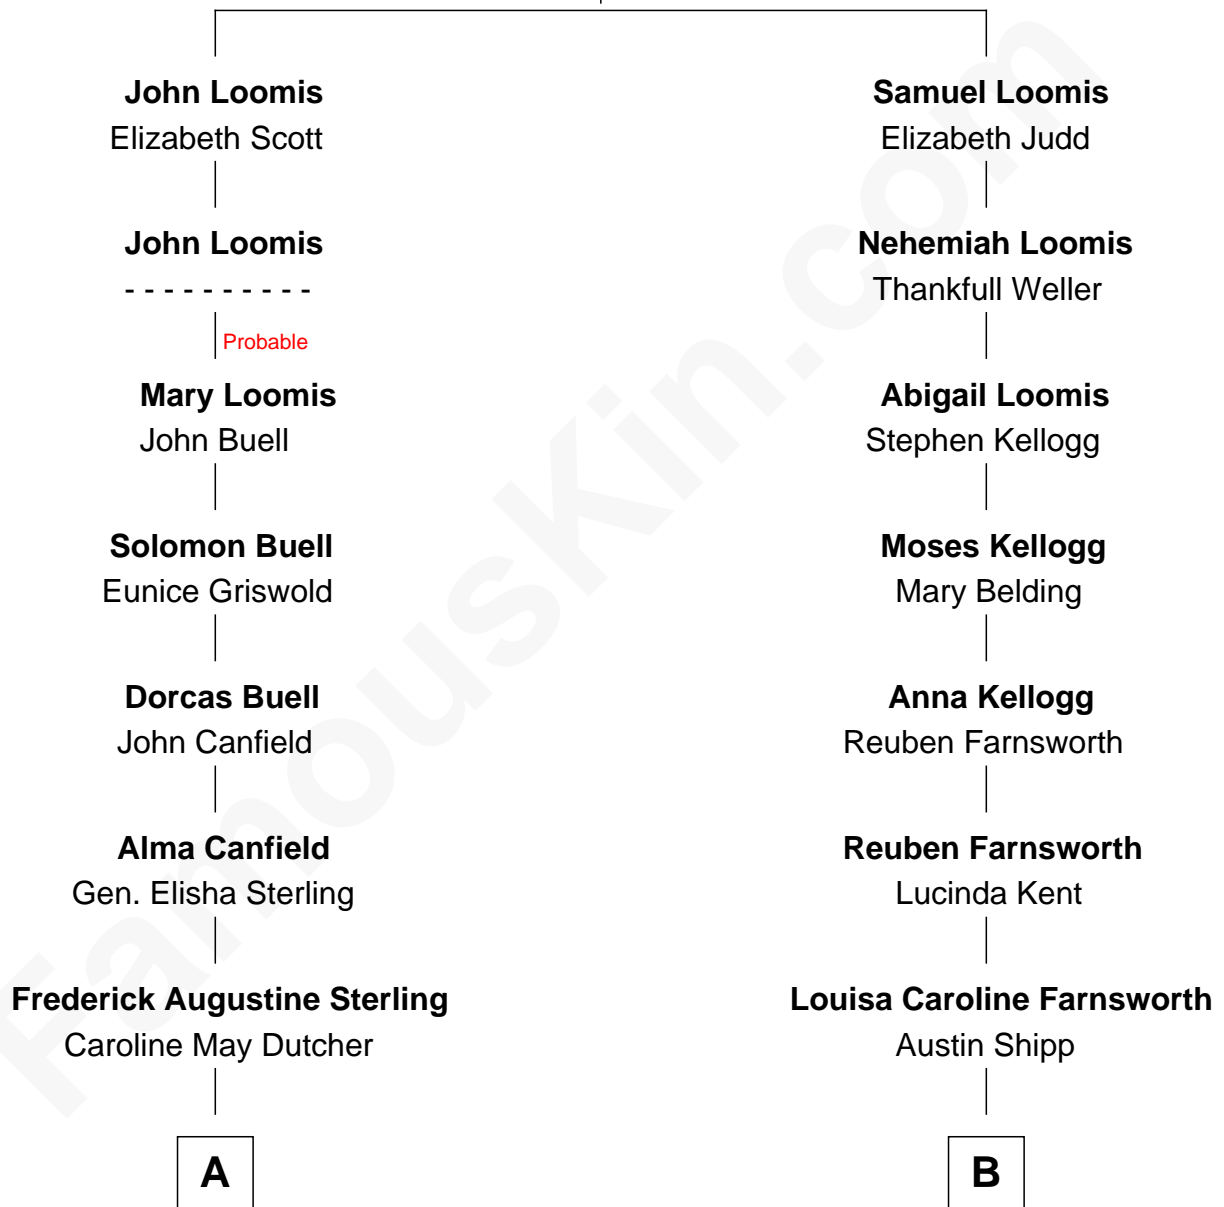 John Loomis
Elizabeth Scott
John Loomis
- - - - - - - - - -
Probable
Mary Loomis
John Buell
Solomon Buell
Eunice Griswold
Dorcas Buell
John Canfield
Alma Canfield
Gen. Elisha Sterling
Frederick Augustine Sterling
Caroline May Dutcher
A
Samuel Loomis
Elizabeth Judd
Nehemiah Loomis
Thankfull Weller
Abigail Loomis
Stephen Kellogg
Moses Kellogg
Mary Belding
Anna Kellogg
Reuben Farnsworth
Reuben Farnsworth
Lucinda Kent
Louisa Caroline Farnsworth
Austin Shipp
B
FamousKin.com